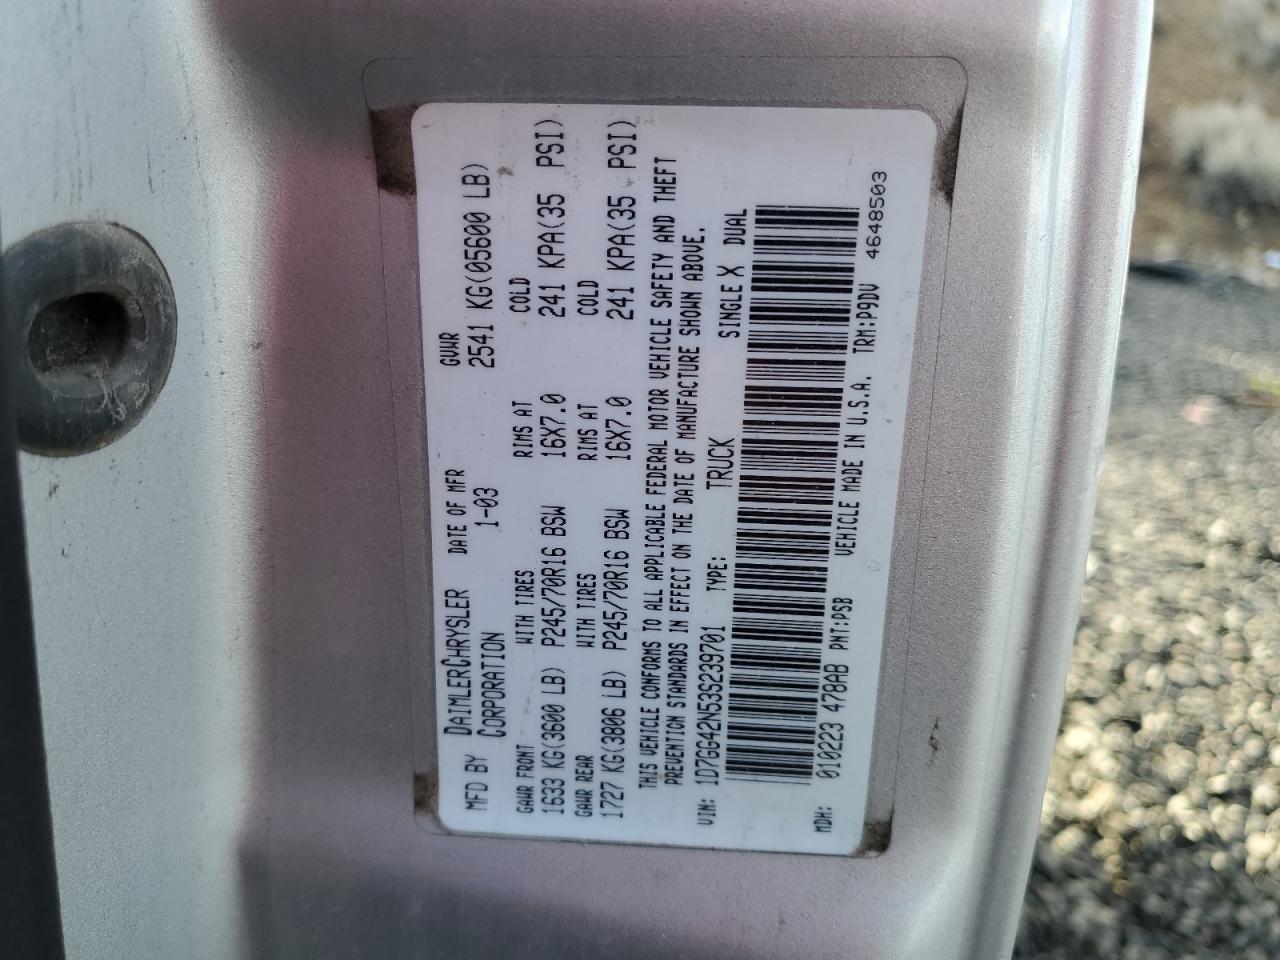 MFD BY DAIMLERCHRYSLER CORPORATION DATE OF MFR 1-03 GVWR 2541 KG(05600 LB)
GAWR FRONT WITH TIRES RIMS AT COLD
1633 KG(3600 LB) P245/70R16 BSW 16X7.0 241 KPA(35 PSI)
GAWR REAR WITH TIRES RIMS AT COLD
1727 KG(3806 LB) P245/70R16 BSW 16X7.0 241 KPA(35 PSI)
THIS VEHICLE CONFORMS TO ALL APPLICABLE FEDERAL MOTOR VEHICLE SAFETY AND THEFT
PREVENTION STANDARDS IN EFFECT ON THE DATE OF MANUFACTURE SHOWN ABOVE.
VIN: 1D7GG42N53S239701 TYPE: TRUCK SINGLE X DUAL
MDH: 010223 478AB PNT:PSB VEHICLE MADE IN U.S.A. TRM:P9DV 4648503